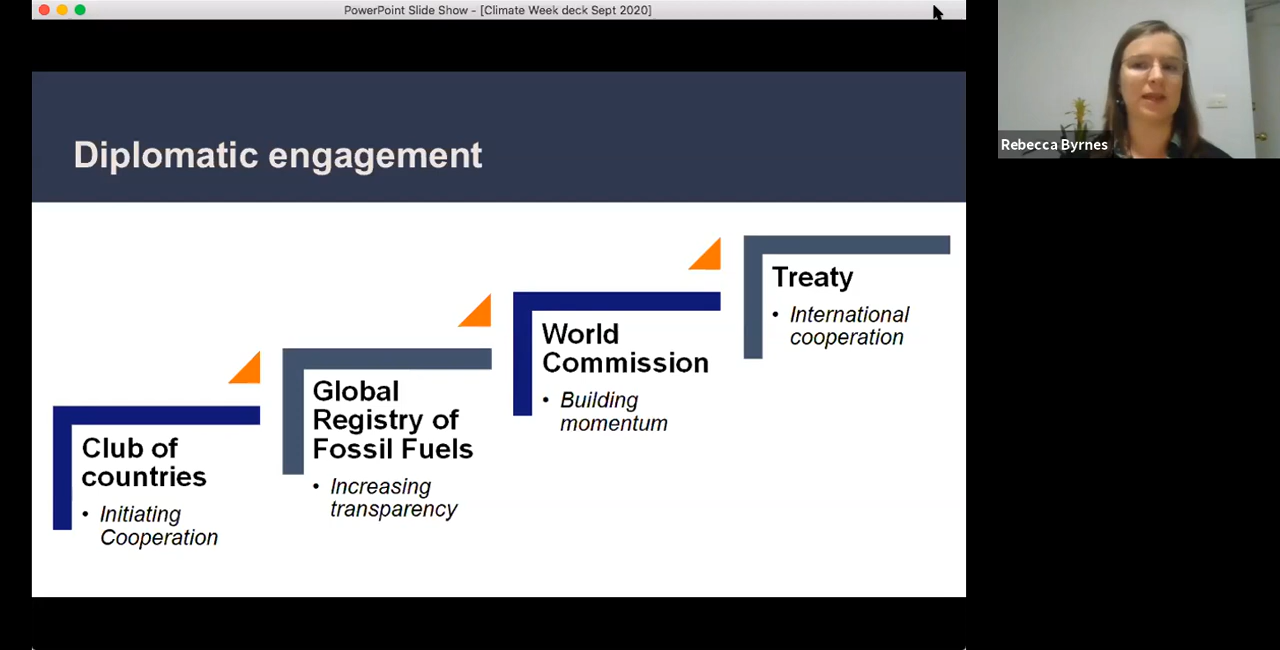 PowerPoint Slide Show - [Climate Week deck Sept 2020]
Diplomatic engagement
Club of
countries
• Initiating
Cooperation
Global
Registry of
Fossil Fuels
• Increasing
transparency
World
Commission
• Building
momentum
Treaty
• International
cooperation
Rebecca Byrnes